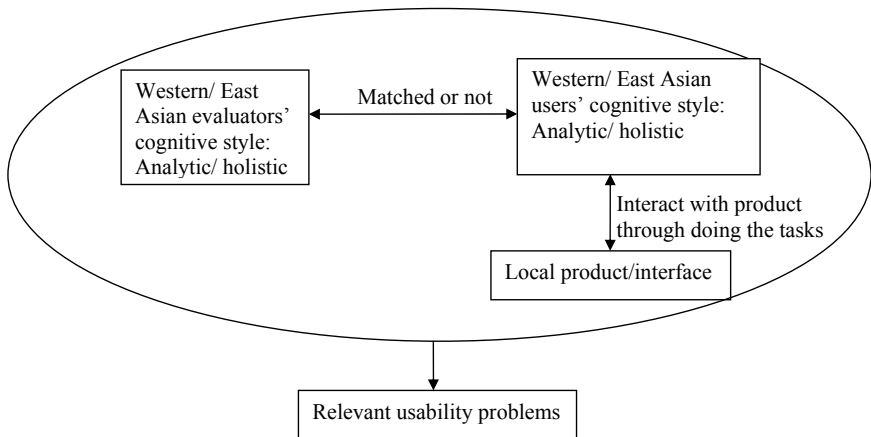 Western/ East
Asian evaluators’
cognitive style:
Analytic/ holistic
Matched or not
Western/ East Asian
users’ cognitive style:
Analytic/ holistic
Interact with product
through doing the tasks
Local product/interface
Relevant usability problems